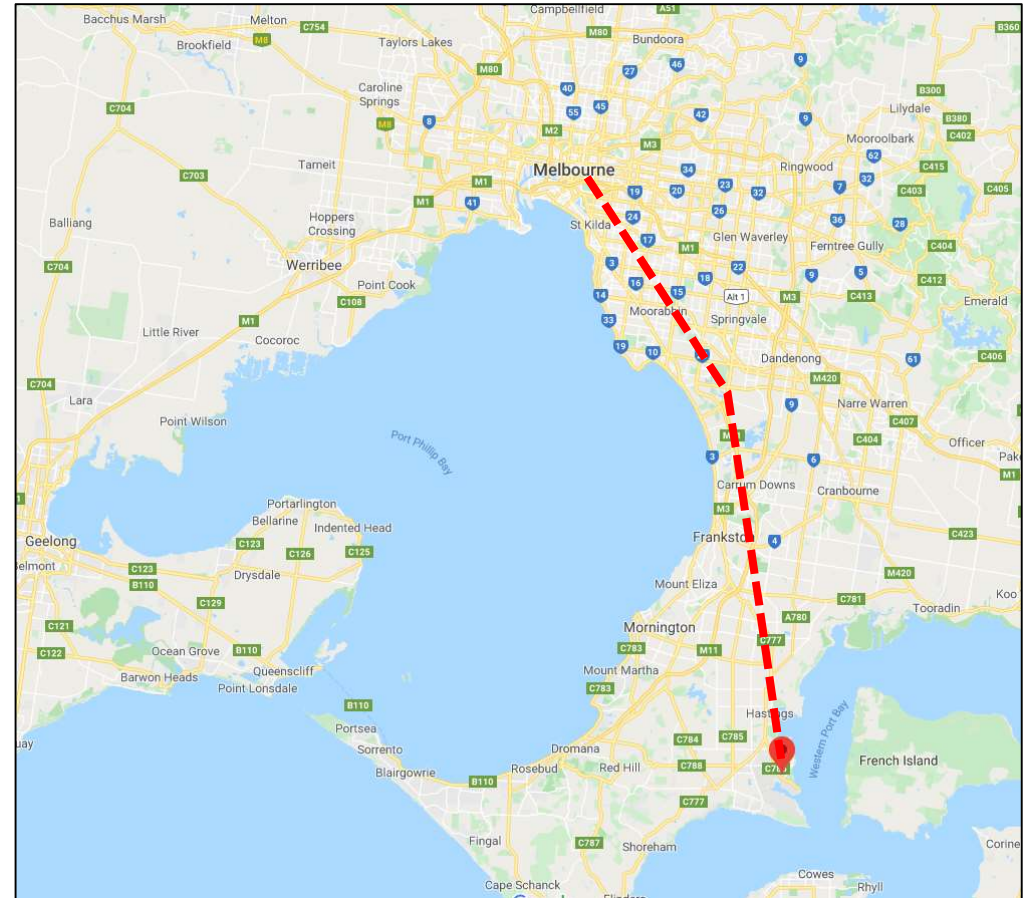 Bacchus Marsh
Melton
C754
Campbellfield
A51
B360
Brookfield
M8
Taylors Lakes
M80
Bundoora
M80
27
46
9
Caroline
Springs
40
B300
C704
55
45
Lilydale
M8
8
42
9
B380
M2
Mooroolbark
C402
M3
62
Tarneit
Melbourne
34
Ringwood
C415
C703
M1
19
20
23
32
7
32
C403
C405
M1
41
Balliang
Hoppers
Crossing
St Kilda
24
26
36
28
17
Glen Waverley
M1
Ferntree Gully
C404
C704
Werribee
3
22
9
5
C412
Point Cook
16
18
C108
14
15
Alt 1
M3
C413
Emerald
Moorabbin
M1
33
Springvale
Little River
Cocoroc
19
10
Dandenong
61
C406
C704
M420
Lara
9
Narre Warren
Point Wilson
C407
Port Phillip Bay
C404
Officer
3
6
Pak
M1
Carrum Downs
Cranbourne
Portarlington
Bellarine
Indented Head
M3
Geelong
C123
C126
C125
Frankston
4
C423
elmont
C123
Drysdale
M420
B110
Mount Eliza
C129
C781
Koo
Tooradin
C121
A780
Mornington
C777
C122
Ocean Grove
B110
C783
M11
Barwon Heads
Queenscliff
Mount Martha
Point Lonsdale
C783
B110
Hastings
Western Port Bay
Portsea
C784
C785
Sorrento
Dromana
French Island
Blairgowrie
Rosebud
Red Hill
C788
B110
C777
Fingal
C787
Shoreham
Corine
Cape Schanck
Cowes
Rhyll